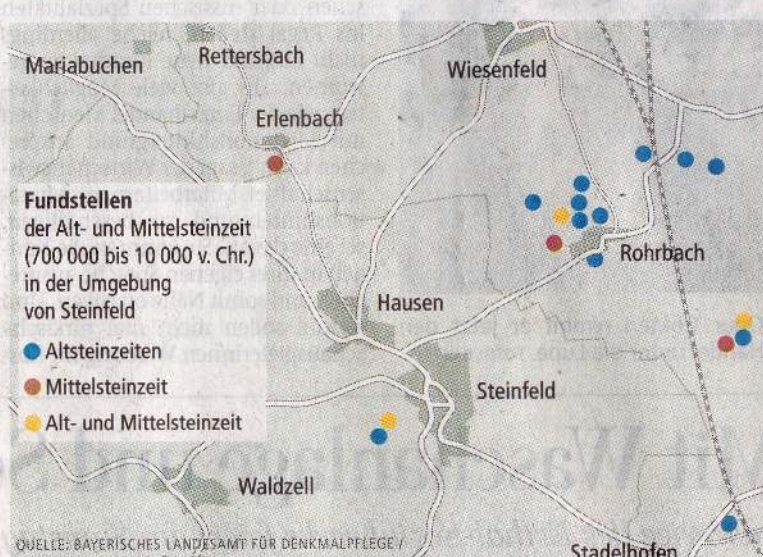 Mariabuchen
Rettersbach
Wiesenfeld
Erlenbach
Fundstellen
der Alt- und Mittelsteinzeit
(700 000 bis 10 000 v. Chr.)
in der Umgebung
von Steinfeld
Altsteinzeiten
Mittelsteinzeit
Alt- und Mittelsteinzeit
Rohrbach
Hausen
Steinfeld
Waldzell
QUELLE: BAYERISCHES LANDESAMT FÜR DENKMALPFLEGE /
Stadelhofen